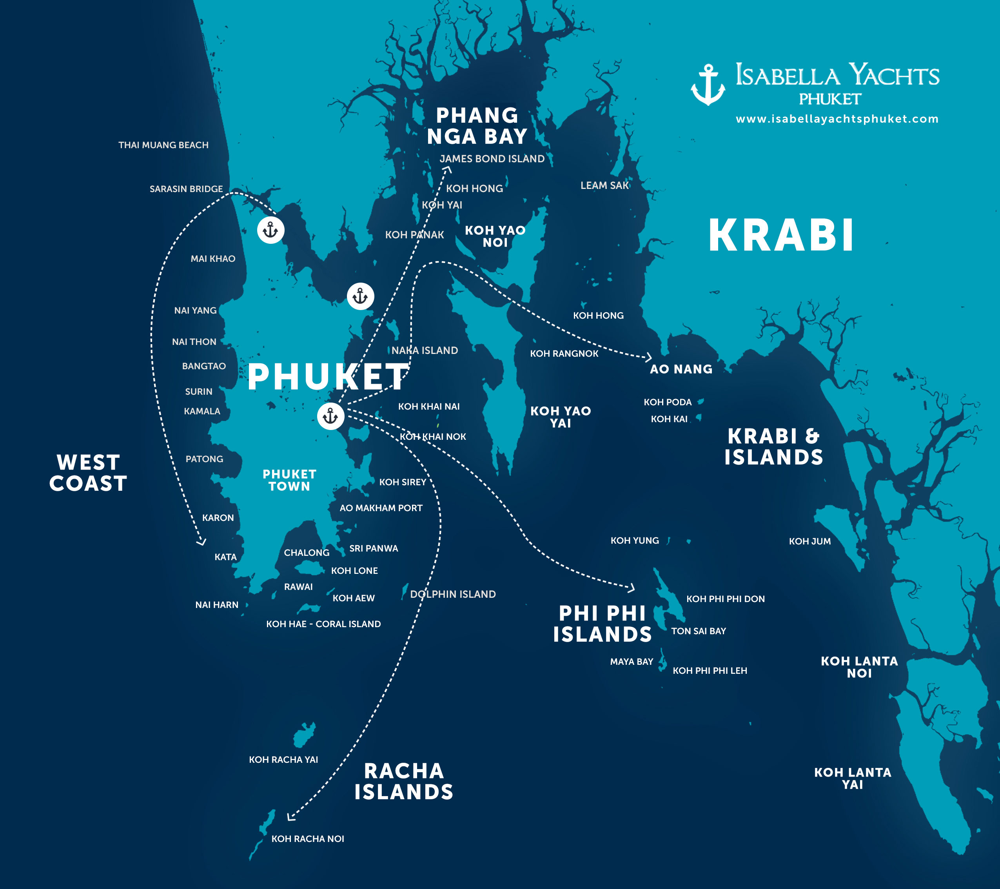 ISABELLA YACHTS
PHUKET
www.isabellayachtsphuket.com
PHANG
NGA BAY
THAI MUANG BEACH
JAMES BOND ISLAND
SARASIN BRIDGE
KOH HONG
LEAM SAK
KOH YAI
KOH PANAK
KOH YAO
NOI
KRABI
MAI KHAO
NAI YANG
KOH HONG
NAI THON
NAKA ISLAND
KOH RANGNOK
BANGTAO
PHUKET
AO NANG
SURIN
KAMALA
KOH KHAI NAI
KOH YAO
YAI
KOH PODA
KOH KAI
KOH KHAI NOK
KRABI &
ISLANDS
WEST
COAST
PATONG
PHUKET
TOWN
KOH SIREY
AO MAKHAM PORT
KARON
KOH YUNG
KOH JUM
KATA
CHALONG
SRI PANWA
KOH LONE
RAWAI
KOH AEW
DOLPHIN ISLAND
NAI HARN
KOH HAE - CORAL ISLAND
PHI PHI
ISLANDS
KOH PHI PHI DON
TON SAI BAY
MAYA BAY
KOH PHI PHI LEH
KOH LANTA
NOI
KOH RACHA YAI
RACHA
ISLANDS
KOH LANTA
YAI
KOH RACHA NOI